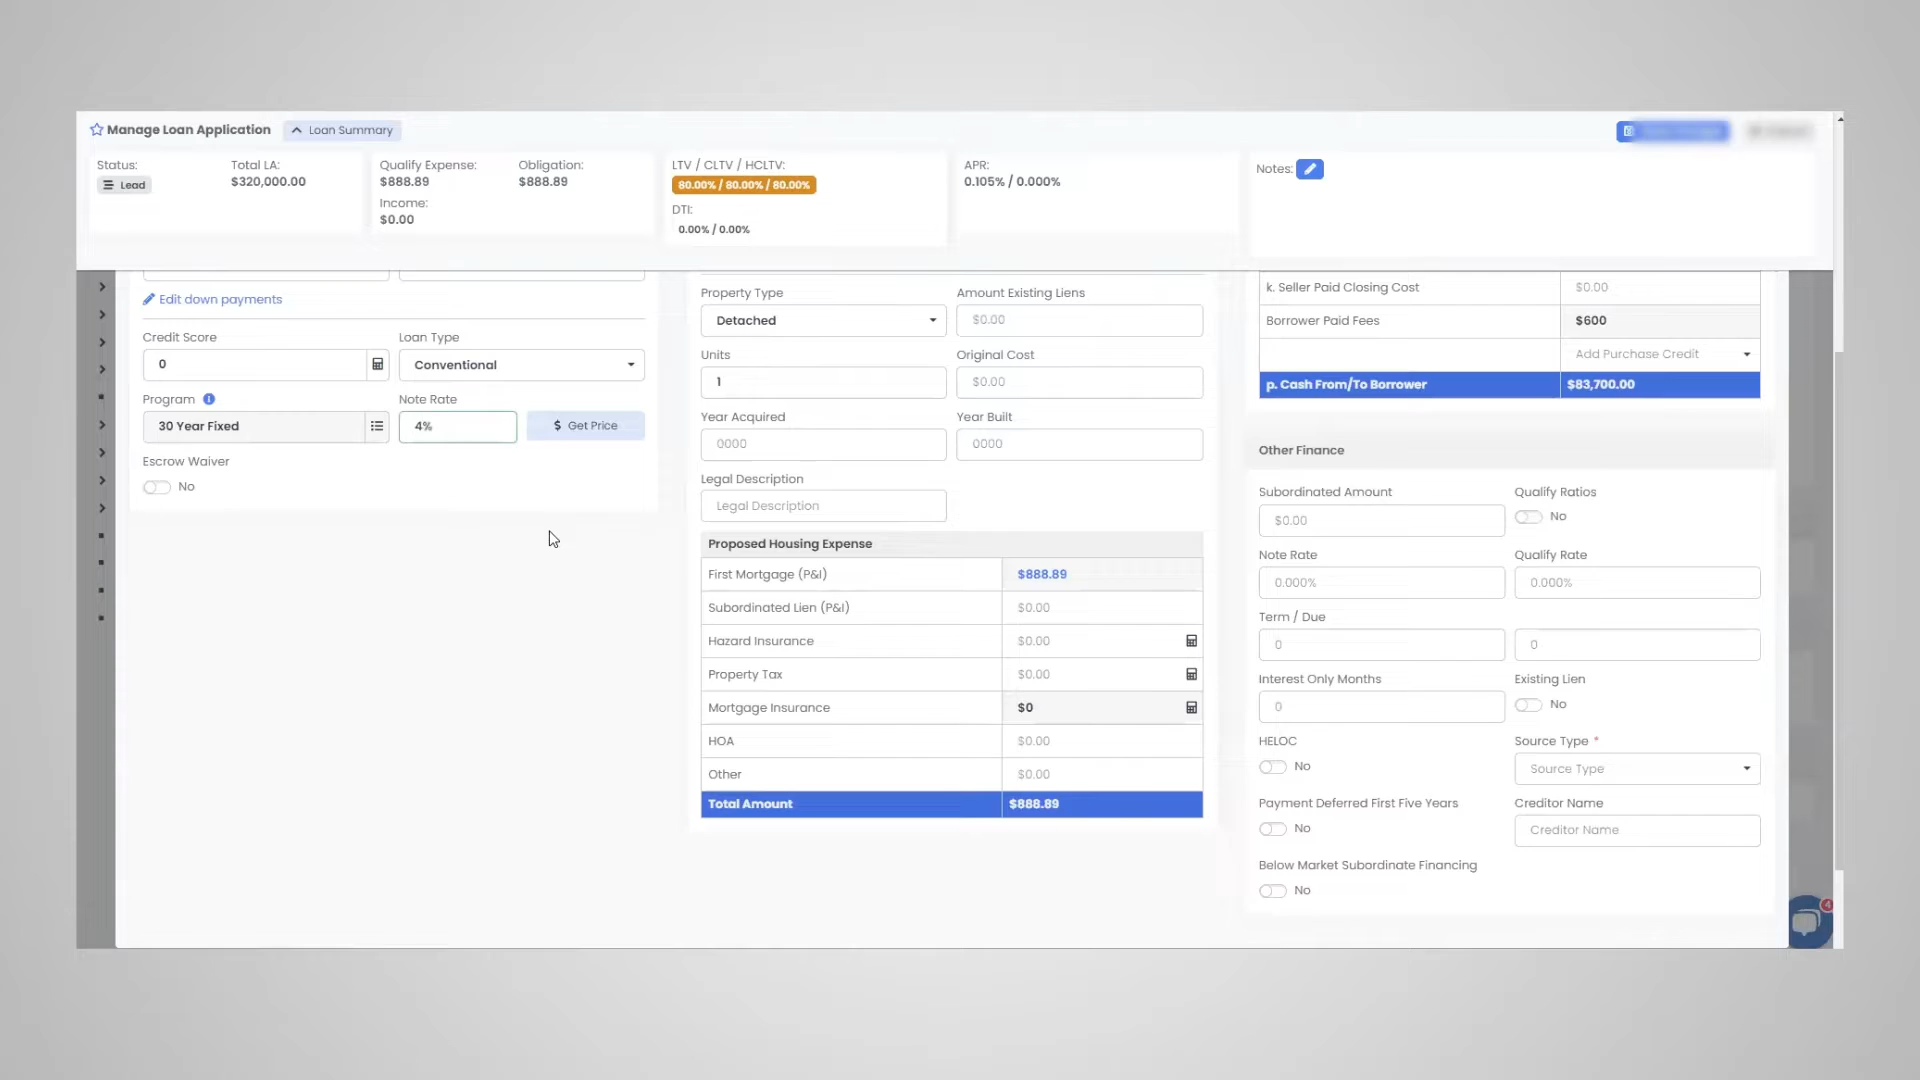 Manage Loan Application
Loan Summary
Status:
Lead
Total LA:
$320,000.00
Qualify Expense:
$888.89
Obligation:
$888.89
Income:
$0.00
LTV / CLTV / HCLTV:
80.00% / 80.00% / 80.00%
DTI:
0.00% / 0.00%
APR:
0.105% / 0.000%
Notes:
Edit down payments
Credit Score
0
Loan Type
Conventional
Program
30 Year Fixed
Note Rate
4%
$ Get Price
Escrow Waiver
No
Property Type
Detached
Amount Existing Liens
$0.00
Units
1
Original Cost
$0.00
Year Acquired
0000
Year Built
0000
Legal Description
Legal Description
Proposed Housing Expense
First Mortgage (P&I) $888.89
Subordinated Lien (P&I) $0.00
Hazard Insurance $0.00
Property Tax $0.00
Mortgage Insurance $0
HOA $0.00
Other $0.00
Total Amount $888.89
k. Seller Paid Closing Cost $0.00
Borrower Paid Fees $600
Add Purchase Credit
p. Cash From/To Borrower $83,700.00
Other Finance
Subordinated Amount
$0.00
Qualify Ratios
No
Note Rate
0.000%
Qualify Rate
0.000%
Term / Due
0
0
Interest Only Months
0
Existing Lien
No
HELOC
No
Source Type *
Source Type
Payment Deferred First Five Years
No
Creditor Name
Creditor Name
Below Market Subordinate Financing
No
4